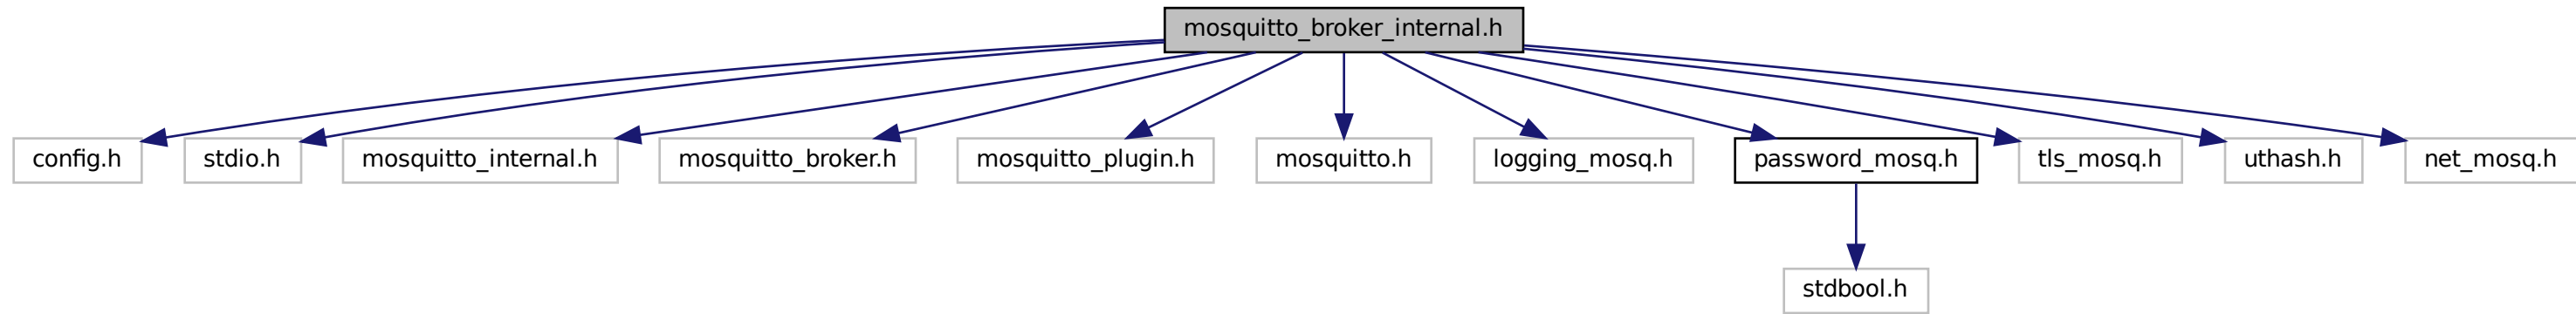 mosquitto_broker_internal.h
config.h
stdio.h
mosquitto_internal.h
mosquitto_broker.h
mosquitto_plugin.h
mosquitto.h
logging_mosq.h
password_mosq.h
tls_mosq.h
uthash.h
net_mosq.h
stdbool.h